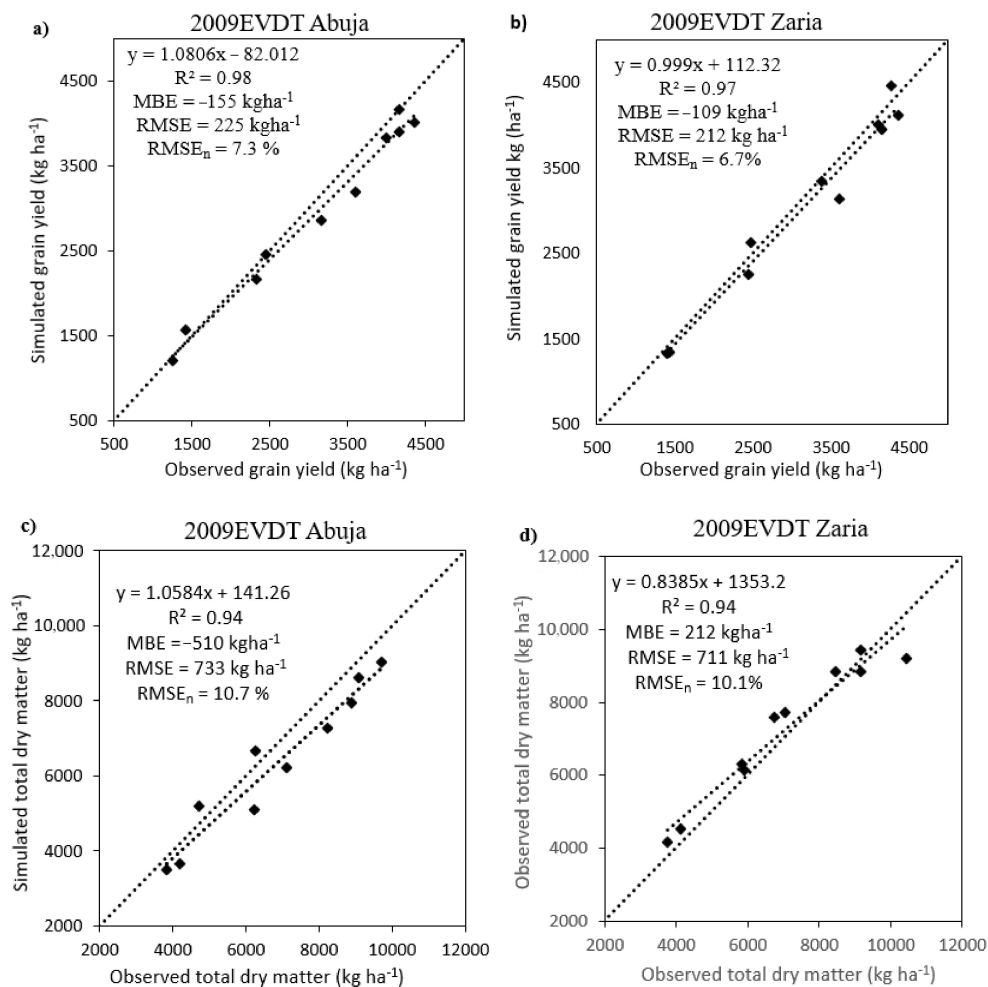 a)
2009EVDT Abuja
y = 1.0806x – 82.012
R² = 0.98
MBE = –155 kgha⁻¹
RMSE = 225 kgha⁻¹
RMSEₙ = 7.3 %
4500
3500
2500
1500
500
500 1500 2500 3500 4500
Simulated grain yield (kg ha⁻¹)
Observed grain yield (kg ha⁻¹)
b)
2009EVDT Zaria
y = 0.999x + 112.32
R² = 0.97
MBE = –109 kgha⁻¹
RMSE = 212 kg ha⁻¹
RMSEₙ = 6.7%
4500
3500
2500
1500
500
500 1500 2500 3500 4500
Simulated grain yield kg (ha⁻¹)
Observed grain yield (kg ha⁻¹)
c)
2009EVDT Abuja
y = 1.0584x + 141.26
R² = 0.94
MBE = –510 kgha⁻¹
RMSE = 733 kg ha⁻¹
RMSEₙ = 10.7 %
12,000
10,000
8000
6000
4000
2000
2000 4000 6000 8000 10000 12000
Simulated total dry matter (kg ha⁻¹)
Observed total dry matter (kg ha⁻¹)
d)
2009EVDT Zaria
y = 0.8385x + 1353.2
R² = 0.94
MBE = 212 kgha⁻¹
RMSE = 711 kg ha⁻¹
RMSEₙ = 10.1%
12,000
10,000
8000
6000
4000
2000
2000 4000 6000 8000 10000 12000
Observed total dry matter (kg ha⁻¹)
Observed total dry matter (kg ha⁻¹)